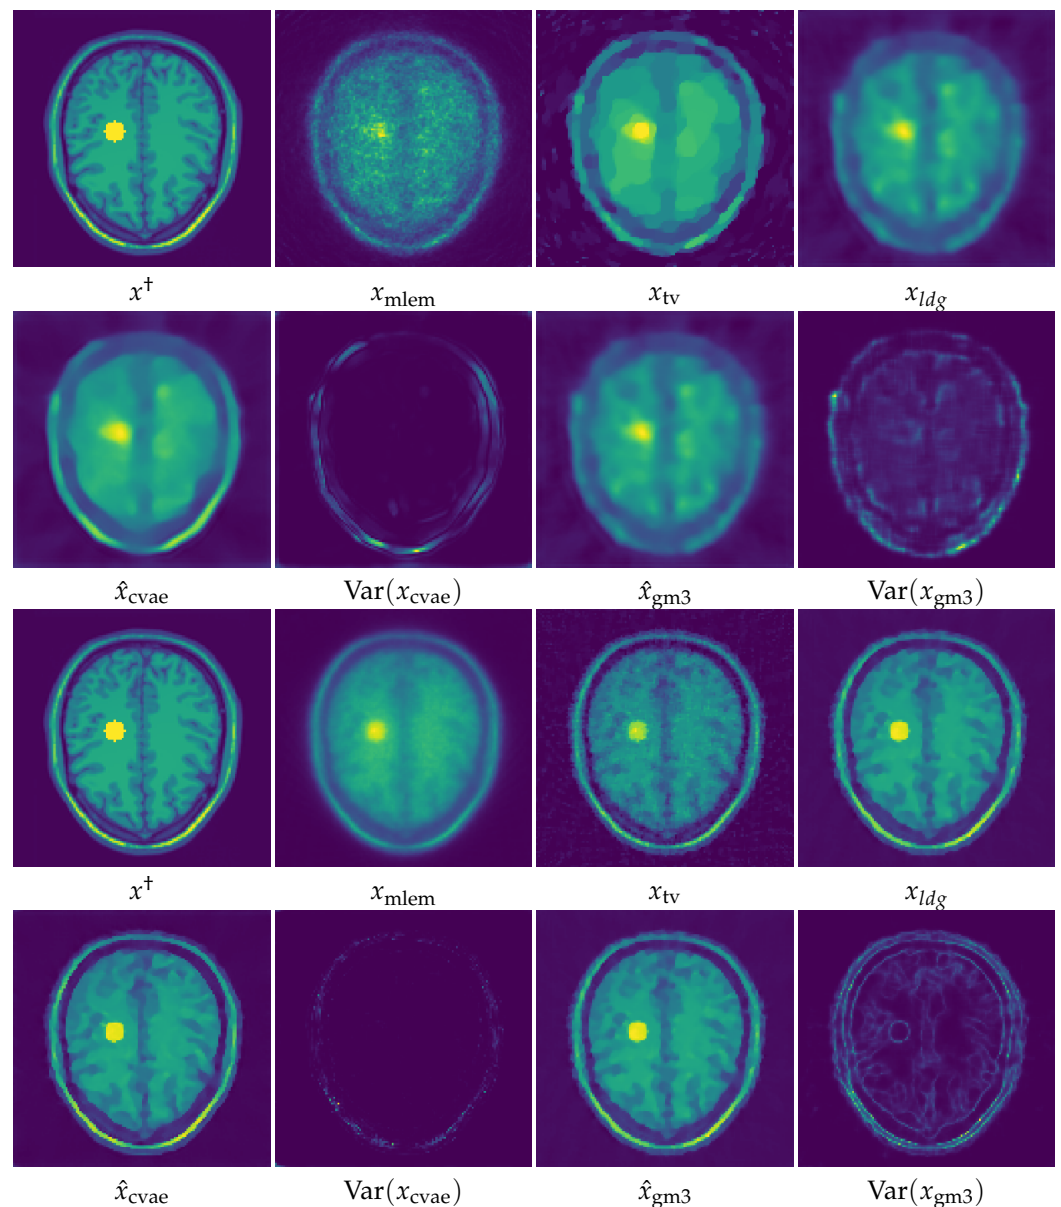 x† x_mlem x_tv x_ldg
x̂_cvae Var(x_cvae) x̂_gm3 Var(x_gm3)
x† x_mlem x_tv x_ldg
x̂_cvae Var(x_cvae) x̂_gm3 Var(x_gm3)